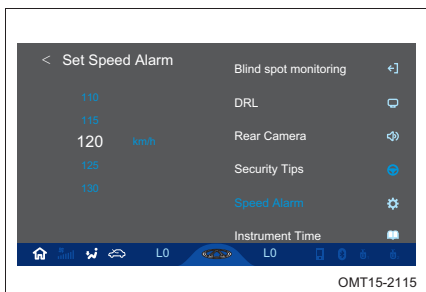 < Set Speed Alarm
110
115
120 km/h
125
130
Blind spot monitoring
DRL
Rear Camera
Security Tips
Speed Alarm
Instrument Time
L0 L0
OMT15-2115